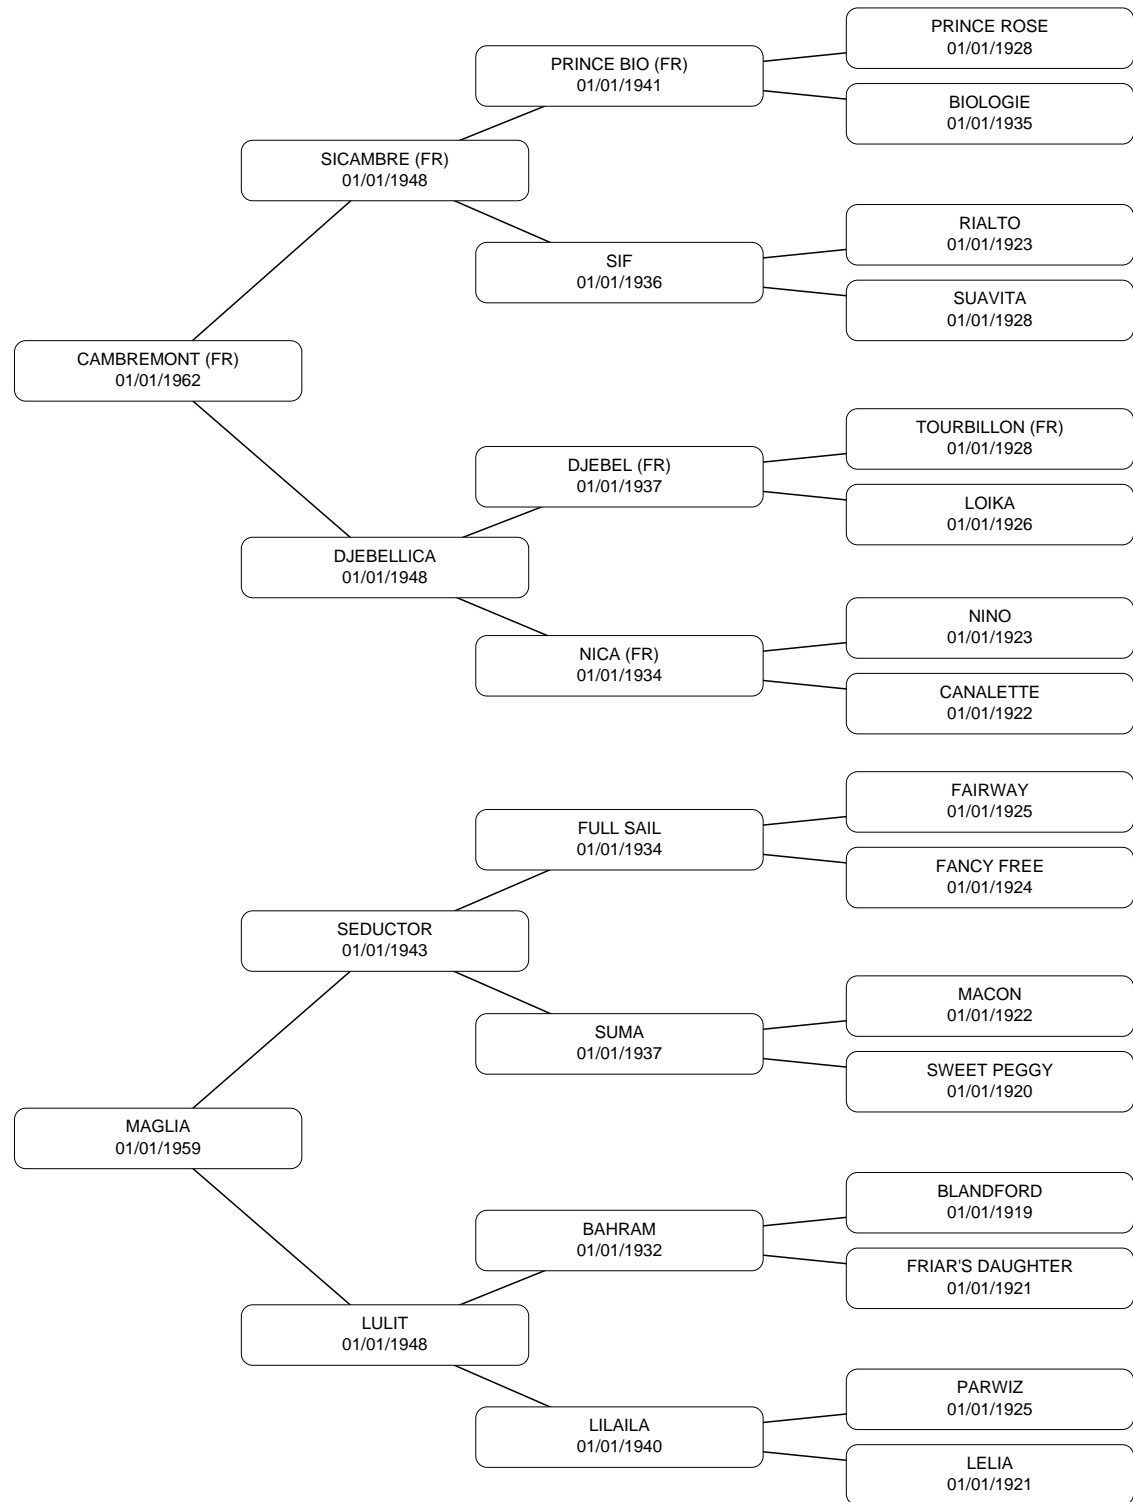 PRINCE ROSE
01/01/1928
PRINCE BIO (FR)
01/01/1941
BIOLOGIE
01/01/1935
SICAMBRE (FR)
01/01/1948
RIALTO
01/01/1923
SIF
01/01/1936
SUAVITA
01/01/1928
CAMBREMONT (FR)
01/01/1962
TOURBILLON (FR)
01/01/1928
DJEBEL (FR)
01/01/1937
LOIKA
01/01/1926
DJEBELLICA
01/01/1948
NINO
01/01/1923
NICA (FR)
01/01/1934
CANALETTE
01/01/1922
FAIRWAY
01/01/1925
FULL SAIL
01/01/1934
FANCY FREE
01/01/1924
SEDUCTOR
01/01/1943
MACON
01/01/1922
SUMA
01/01/1937
SWEET PEGGY
01/01/1920
MAGLIA
01/01/1959
BLANDFORD
01/01/1919
BAHRAM
01/01/1932
FRIAR'S DAUGHTER
01/01/1921
LULIT
01/01/1948
PARWIZ
01/01/1925
LILAILA
01/01/1940
LELIA
01/01/1921